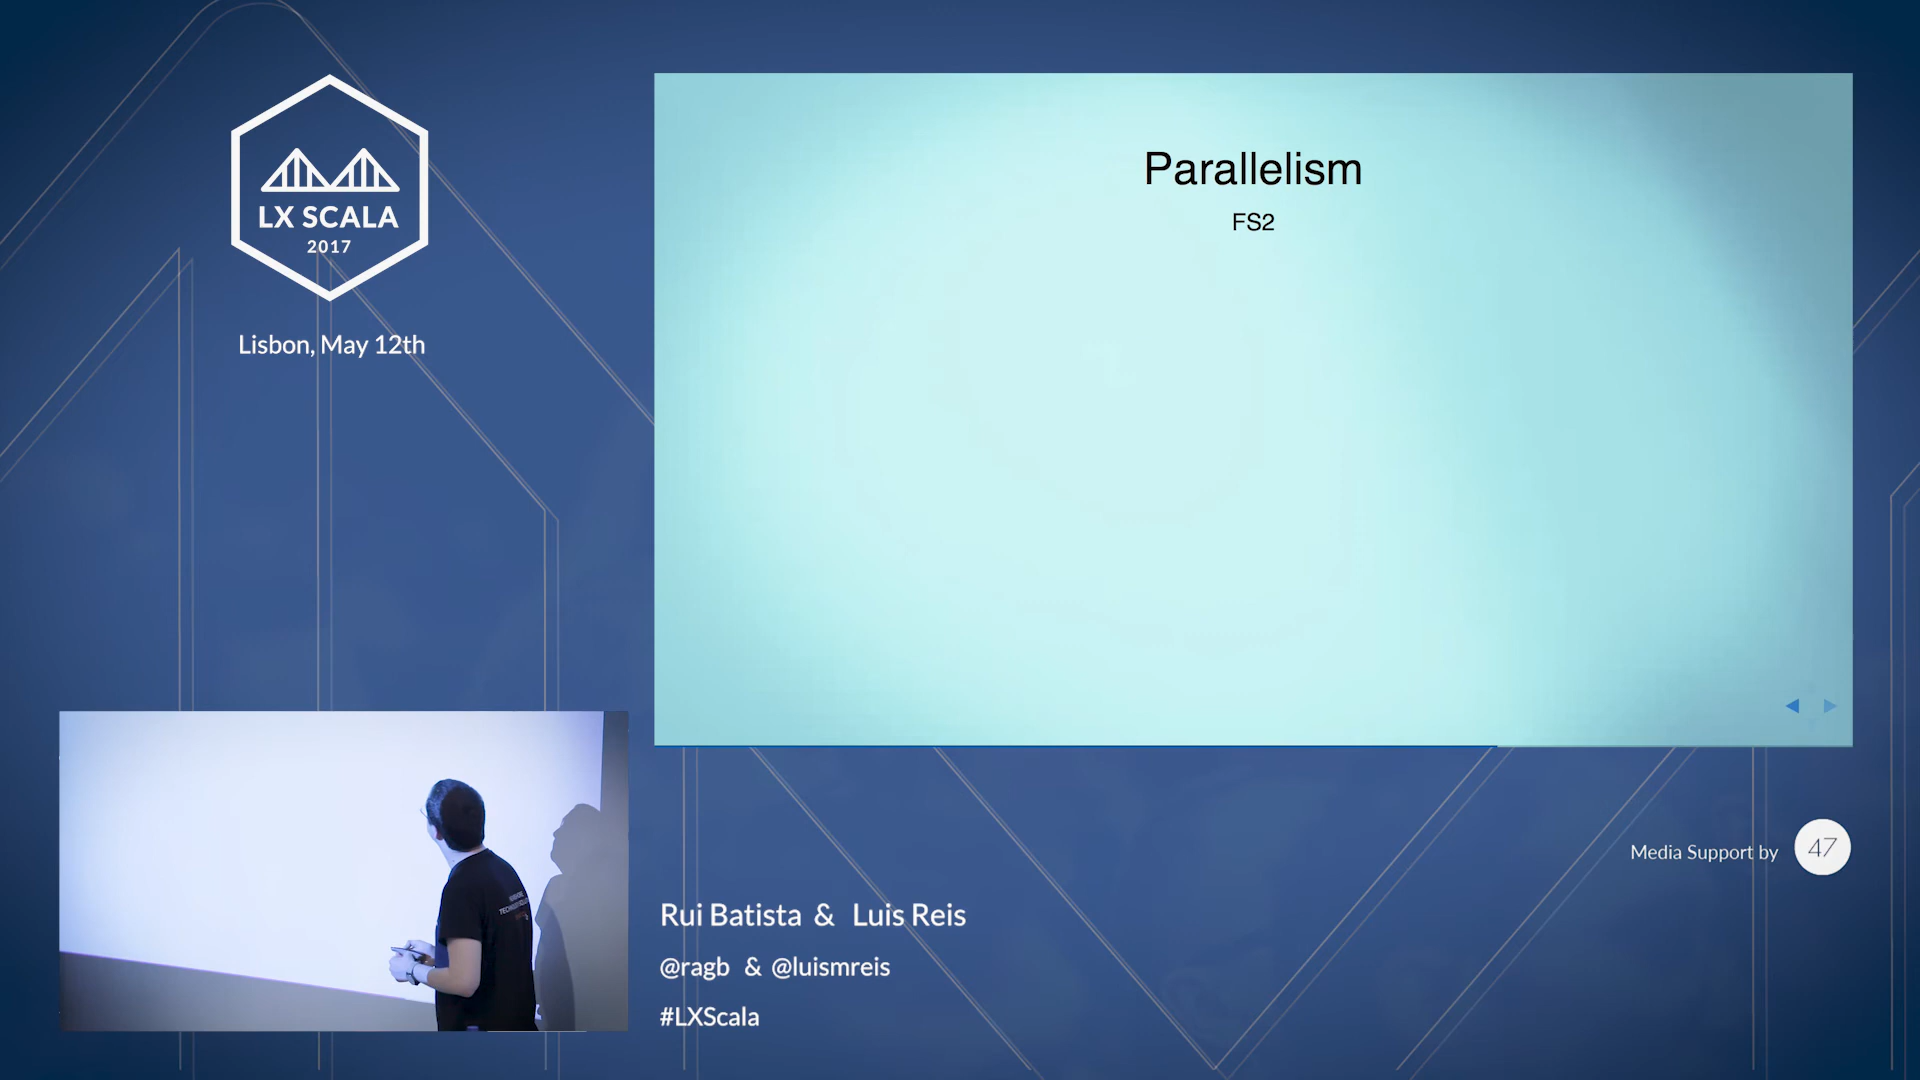 LX SCALA
2017
Lisbon, May 12th
Parallelism
FS2
Media Support by 47
Rui Batista & Luis Reis
@ragb & @luismreis
#LXScala